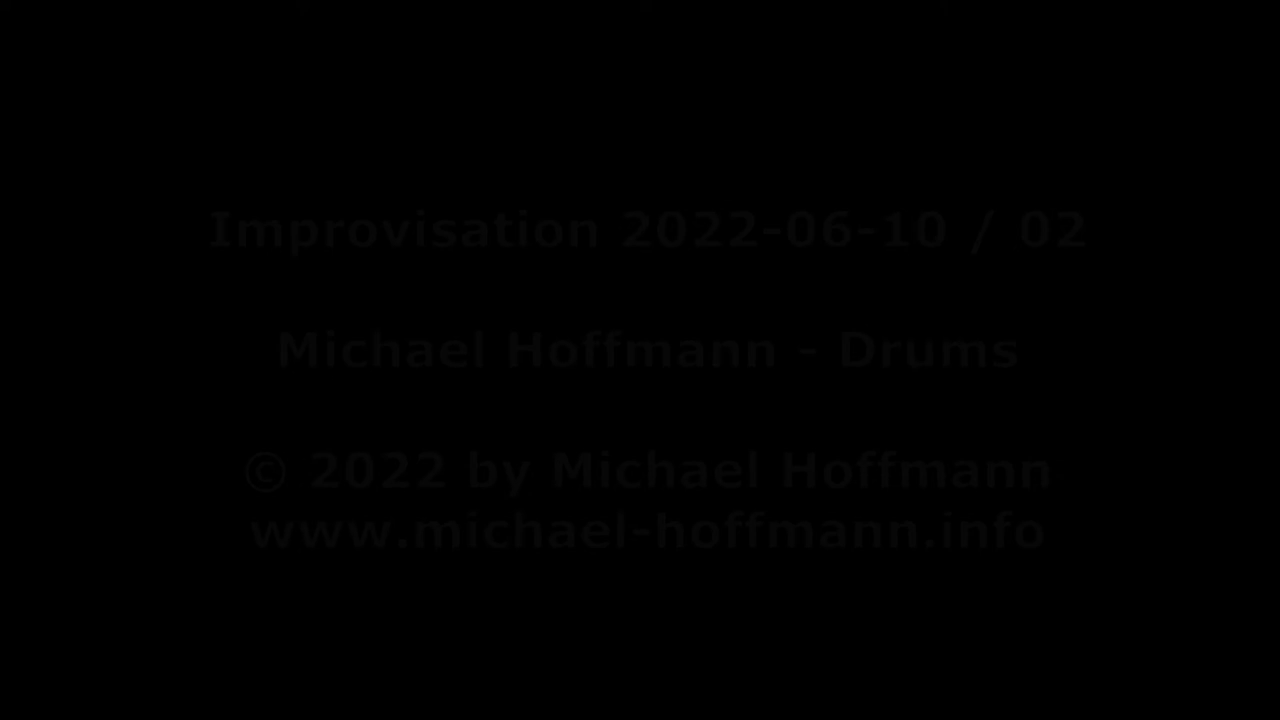 Improvisation 2022-06-10 / 02
Michael Hoffmann - Drums
© 2022 by Michael Hoffmann
www.michael-hoffmann.info